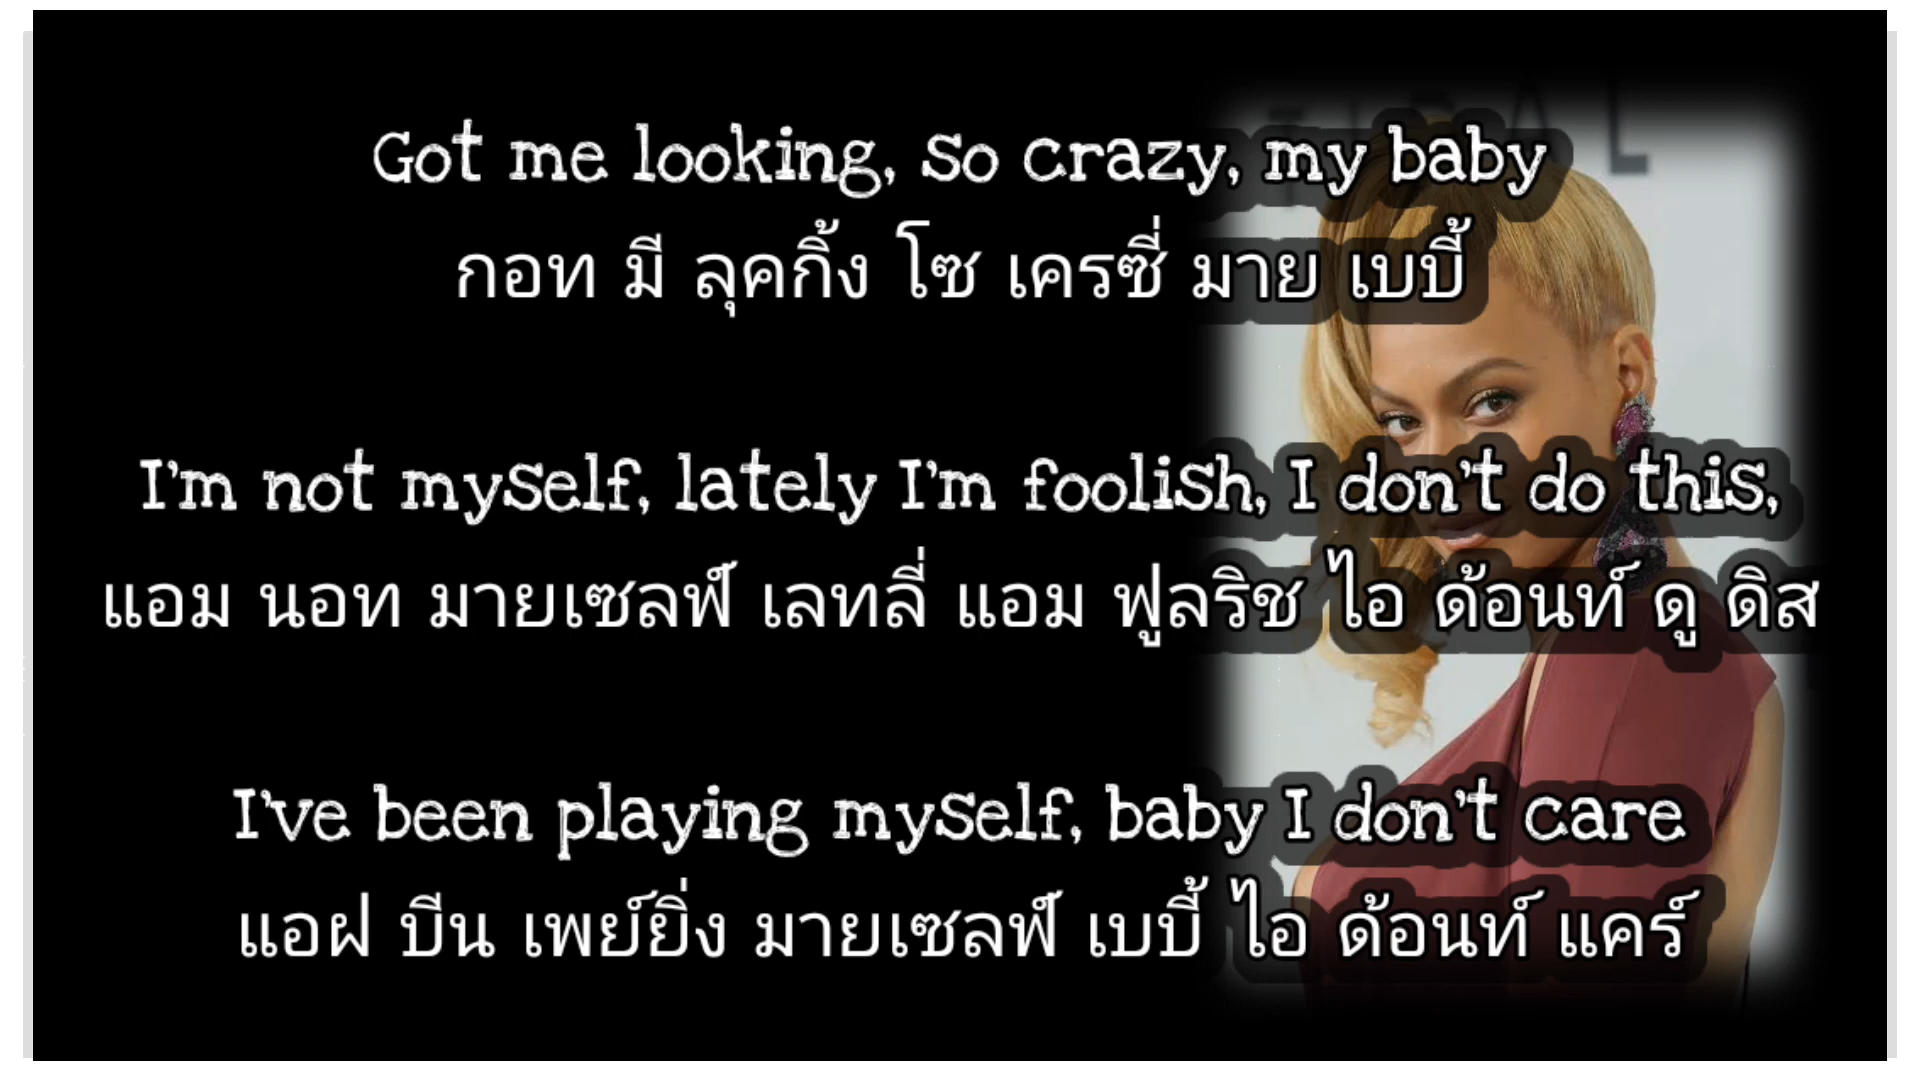 Got me looking, so crazy, my baby
กอท มี ลุคกิ้ง โซ เครซี่ มาย เบบี้
I'm not myself, lately I'm foolish, I don't do this,
แอม นอท มายเซลฟ์ เลทลี่ แอม ฟูลริช ไอ ด้อนท์ ดู ดิส
I've been playing myself, baby I don't care
แอฝ บีน เพย์ยิ่ง มายเซลฟ์ เบบี้ ไอ ด้อนท์ แคร์